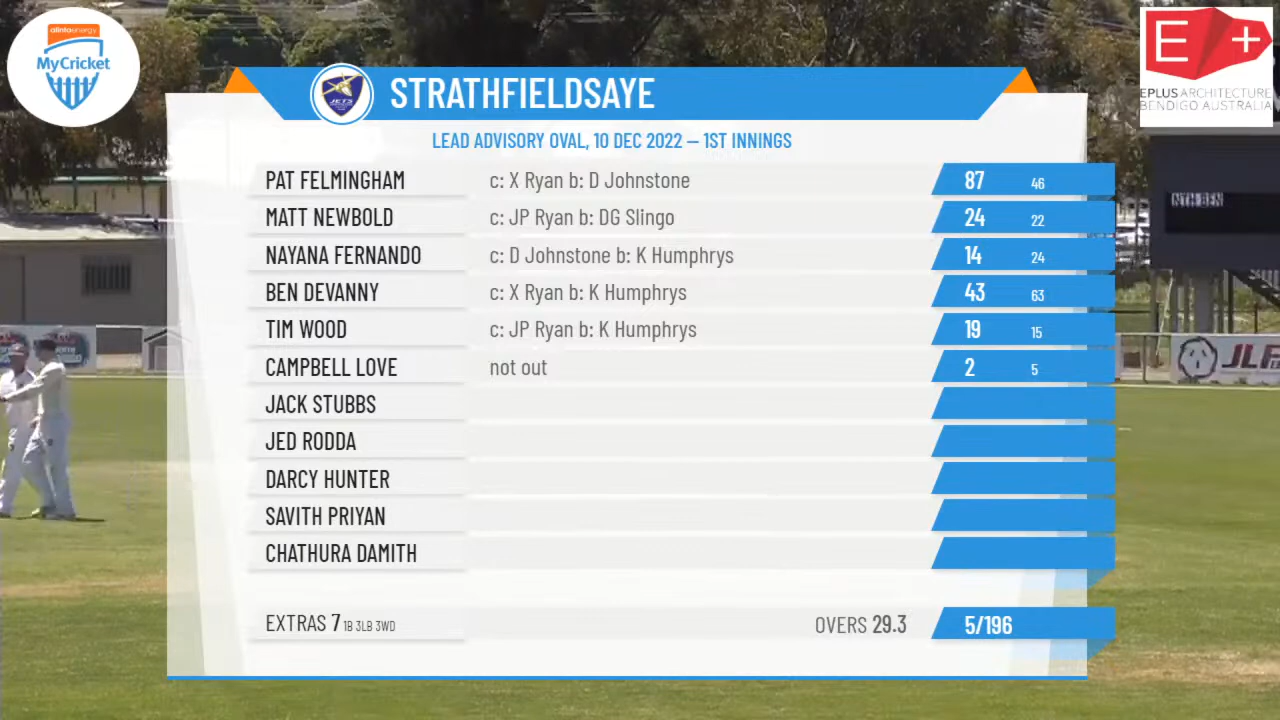 alintaenergy
MyCricket
E+
EPLUS ARCHITECTURE
BENDIGO AUSTRALIA
JETS
STRATHFIELDSAYE
LEAD ADVISORY OVAL, 10 DEC 2022 – 1ST INNINGS
PAT FELMINGHAM c: X Ryan b: D Johnstone 87 46
MATT NEWBOLD c: JP Ryan b: DG Slingo 24 22
NAYANA FERNANDO c: D Johnstone b: K Humphrys 14 24
BEN DEVANNY c: X Ryan b: K Humphrys 43 63
TIM WOOD c: JP Ryan b: K Humphrys 19 15
CAMPBELL LOVE not out 2 5
JACK STUBBS
JED RODDA
DARCY HUNTER
SAVITH PRIYAN
CHATHURA DAMITH
EXTRAS 7 1B 3LB 3WD OVERS 29.3 5/196
NTH BEN